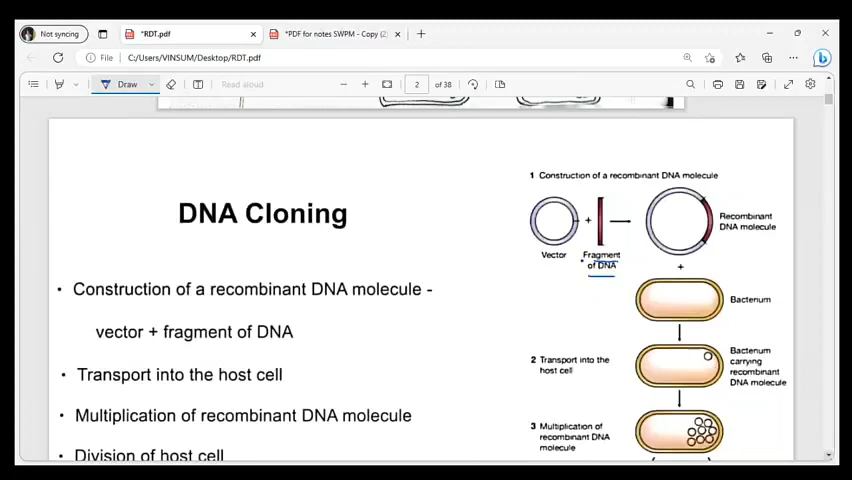 Not syncing
*RDT.pdf
*PDF for notes SWPM - Copy (2)
File C:/Users/VINSUM/Desktop/RDT.pdf
Draw
Read aloud
2 of 38
DNA Cloning
• Construction of a recombinant DNA molecule -
vector + fragment of DNA
• Transport into the host cell
• Multiplication of recombinant DNA molecule
• Division of host cell
1 Construction of a recombinant DNA molecule
+
Vector
Fragment
of DNA
Recombinant
DNA molecule
+
Bacterium
2 Transport into the
host cell
Bacterium
carrying
recombinant
DNA molecule
3 Multiplication of
recombinant DNA
molecule